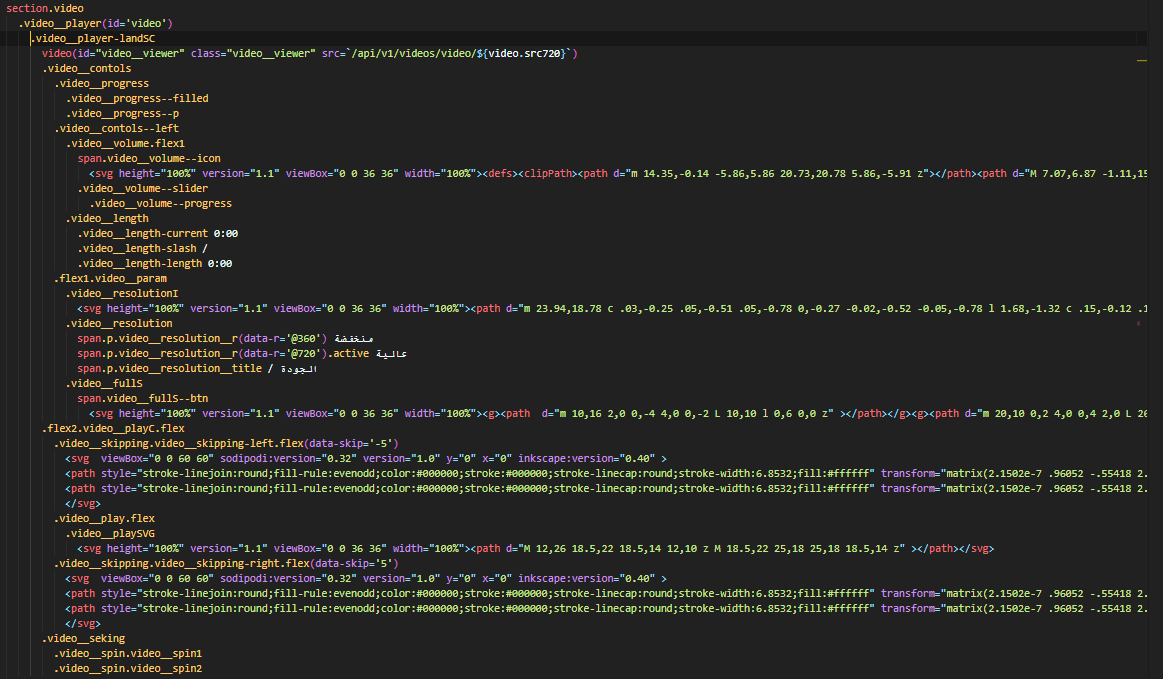 section.video
.video__player(id='video')
.video__player-landSC
video(id="video__viewer" class="video__viewer" src=`/api/v1/videos/video/${video.src720}`)
.video__contols
.video__progress
.video__progress--filled
.video__progress--p
.video__contols--left
.video__volume.flex1
span.video__volume--icon
<svg height="100%" version="1.1" viewBox="0 0 36 36" width="100%"><defs><clipPath><path d="m 14.35,-0.14 -5.86,5.86 20.73,20.78 5.86,-5.91 z"></path><path d="M 7.07,6.87 -1.11,15
.video__volume--slider
.video__volume--progress
.video__length
.video__length-current 0:00
.video__length-slash /
.video__length-length 0:00
.flex1.video__param
.video__resolutionI
<svg height="100%" version="1.1" viewBox="0 0 36 36" width="100%"><path d="m 23.94,18.78 c .03,-0.25 .05,-0.51 .05,-0.78 0,-0.27 -0.02,-0.52 -0.05,-0.78 l 1.68,-1.32 c .15,-0.12 .1
.video__resolution
span.p.video__resolution__r(data-r='@360') منخفضة
span.p.video__resolution__r(data-r='@720').active عالية
span.p.video__resolution__title / الجودة
.video__fullS
span.video__fullS--btn
<svg height="100%" version="1.1" viewBox="0 0 36 36" width="100%"><g><path  d="m 10,16 2,0 0,-4 4,0 0,-2 L 10,10 l 0,6 0,0 z" ></path></g><g><path d="m 20,10 0,2 4,0 0,4 2,0 L 26
.flex2.video__playC.flex
.video__skipping.video__skipping-left.flex(data-skip='-5')
<svg  viewBox="0 0 60 60" sodipodi:version="0.32" version="1.0" y="0" x="0" inkscape:version="0.40" >
<path style="stroke-linejoin:round;fill-rule:evenodd;color:#000000;stroke:#000000;stroke-linecap:round;stroke-width:6.8532;fill:#ffffff" transform="matrix(2.1502e-7 .96052 -.55418 2.
<path style="stroke-linejoin:round;fill-rule:evenodd;color:#000000;stroke:#000000;stroke-linecap:round;stroke-width:6.8532;fill:#ffffff" transform="matrix(2.1502e-7 .96052 -.55418 2.
</svg>
.video__play.flex
.video__playSVG
<svg height="100%" version="1.1" viewBox="0 0 36 36" width="100%"><path d="M 12,26 18.5,22 18.5,14 12,10 z M 18.5,22 25,18 25,18 18.5,14 z" ></path></svg>
.video__skipping.video__skipping-right.flex(data-skip='5')
<svg  viewBox="0 0 60 60" sodipodi:version="0.32" version="1.0" y="0" x="0" inkscape:version="0.40" >
<path style="stroke-linejoin:round;fill-rule:evenodd;color:#000000;stroke:#000000;stroke-linecap:round;stroke-width:6.8532;fill:#ffffff" transform="matrix(2.1502e-7 .96052 -.55418 2.
<path style="stroke-linejoin:round;fill-rule:evenodd;color:#000000;stroke:#000000;stroke-linecap:round;stroke-width:6.8532;fill:#ffffff" transform="matrix(2.1502e-7 .96052 -.55418 2.
</svg>
.video__seking
.video__spin.video__spin1
.video__spin.video__spin2